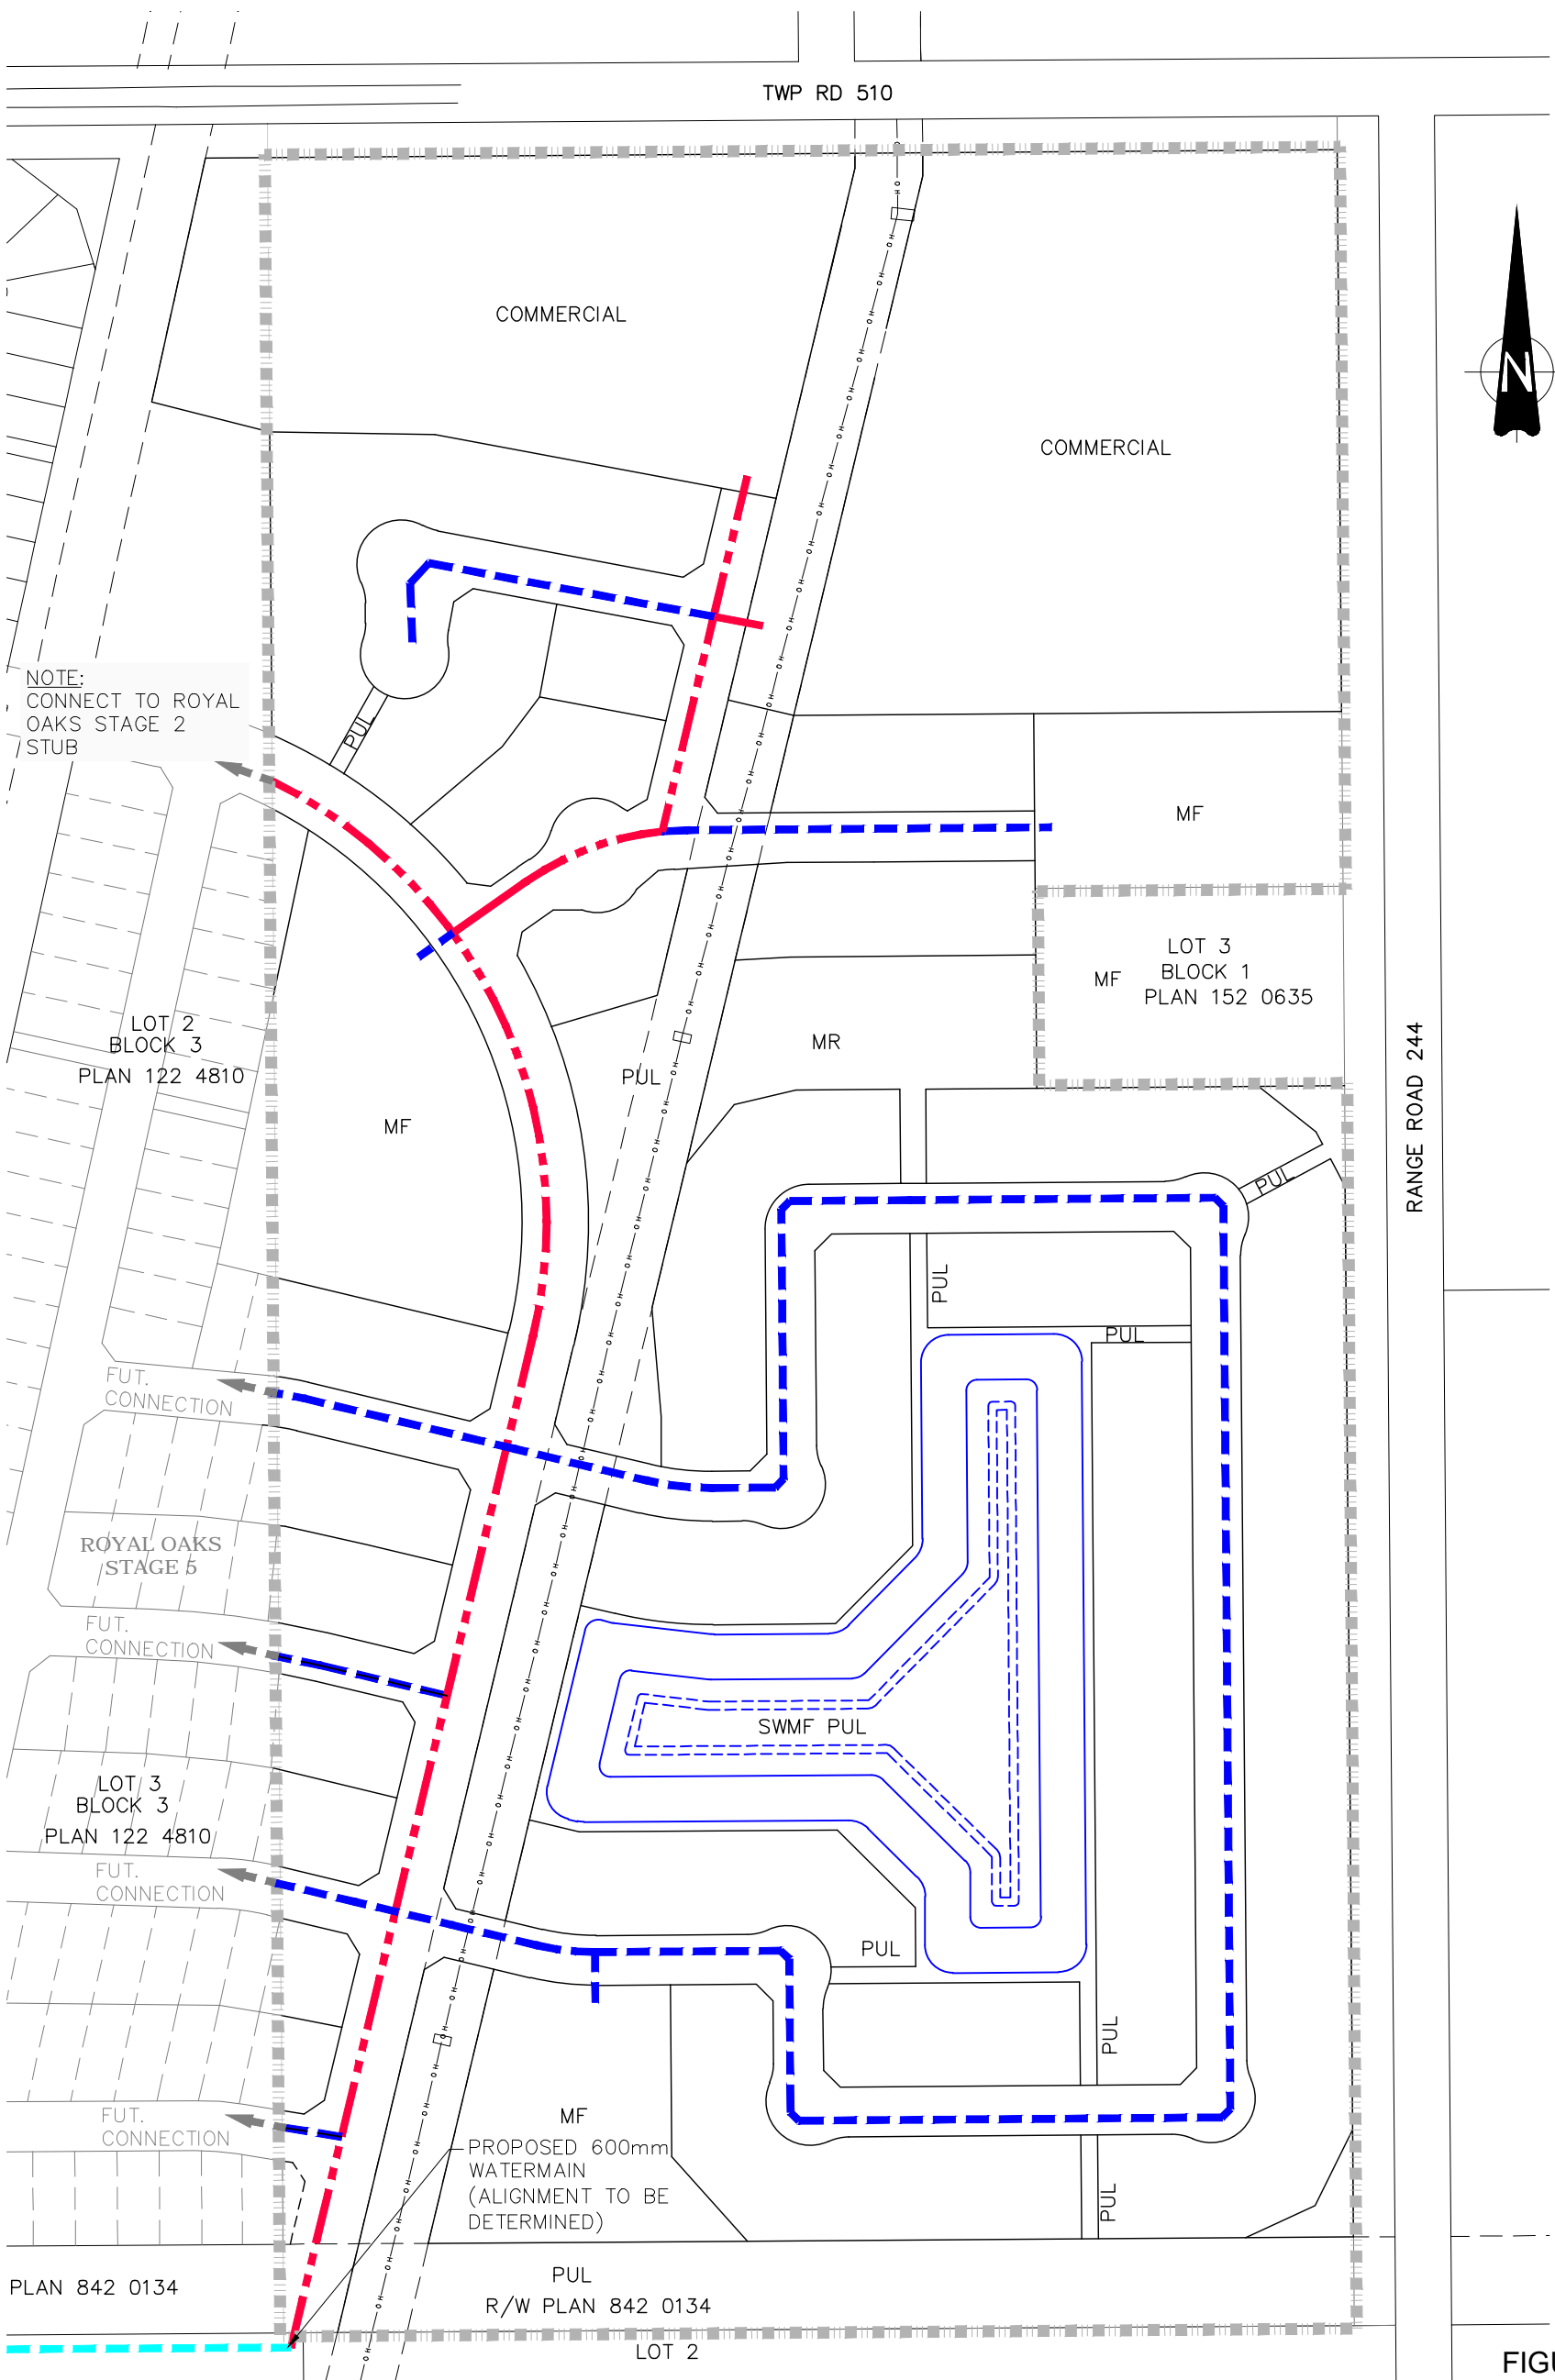 TWP RD 510
COMMERCIAL
N
COMMERCIAL
NOTE:
CONNECT TO ROYAL
OAKS STAGE 2
STUB
PUL
MF
LOT 3
BLOCK 1
MF
PLAN 152 0635
LOT 2
BLOCK 3
PLAN 122 4810
MR
PUL
MF
RANGE ROAD 244
PUL
PUL
PUL
FUT.
CONNECTION
ROYAL OAKS
STAGE 5
FUT.
CONNECTION
SWMF PUL
LOT 3
BLOCK 3
PLAN 122 4810
FUT.
CONNECTION
PUL
PUL
FUT.
CONNECTION
MF
PROPOSED 600mm
WATERMAIN
(ALIGNMENT TO BE
DETERMINED)
PUL
PLAN 842 0134
PUL
R/W PLAN 842 0134
LOT 2